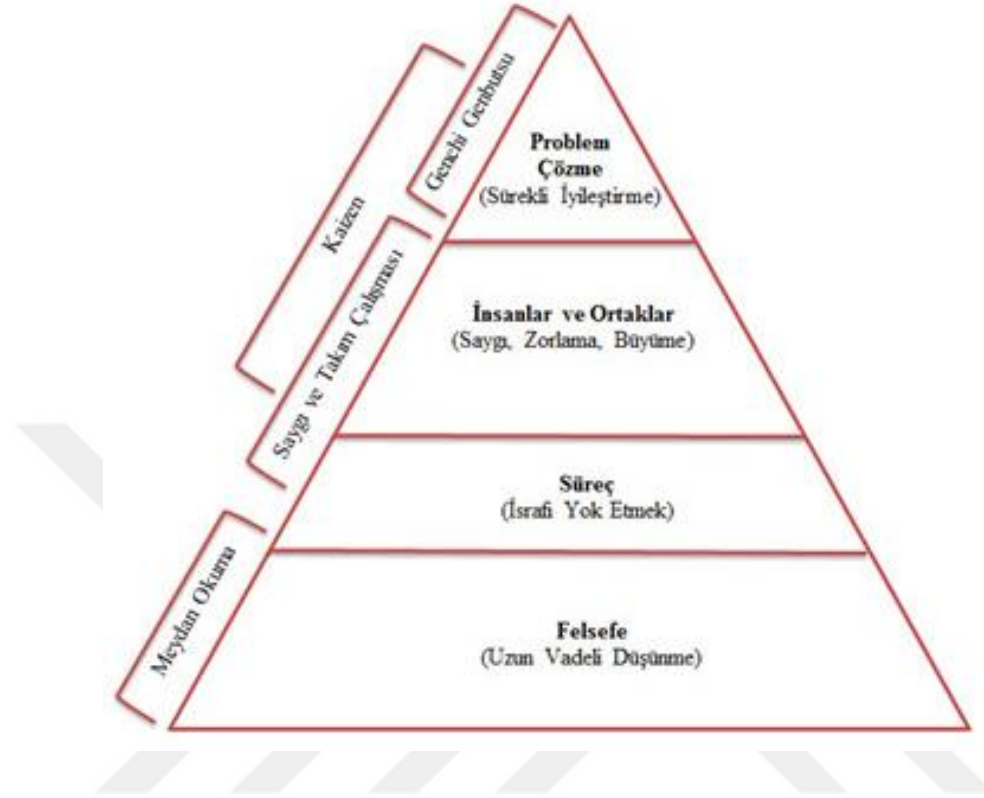 Genchi Genbutsu
Kaizen
Saygı ve Takım Çalışması
Meydan Okuma
Problem
Çözme
(Sürekli İyileştirme)
İnsanlar ve Ortaklar
(Saygı, Zorlama, Büyüme)
Süreç
(İsrafı Yok Etmek)
Felsefe
(Uzun Vadeli Düşünme)